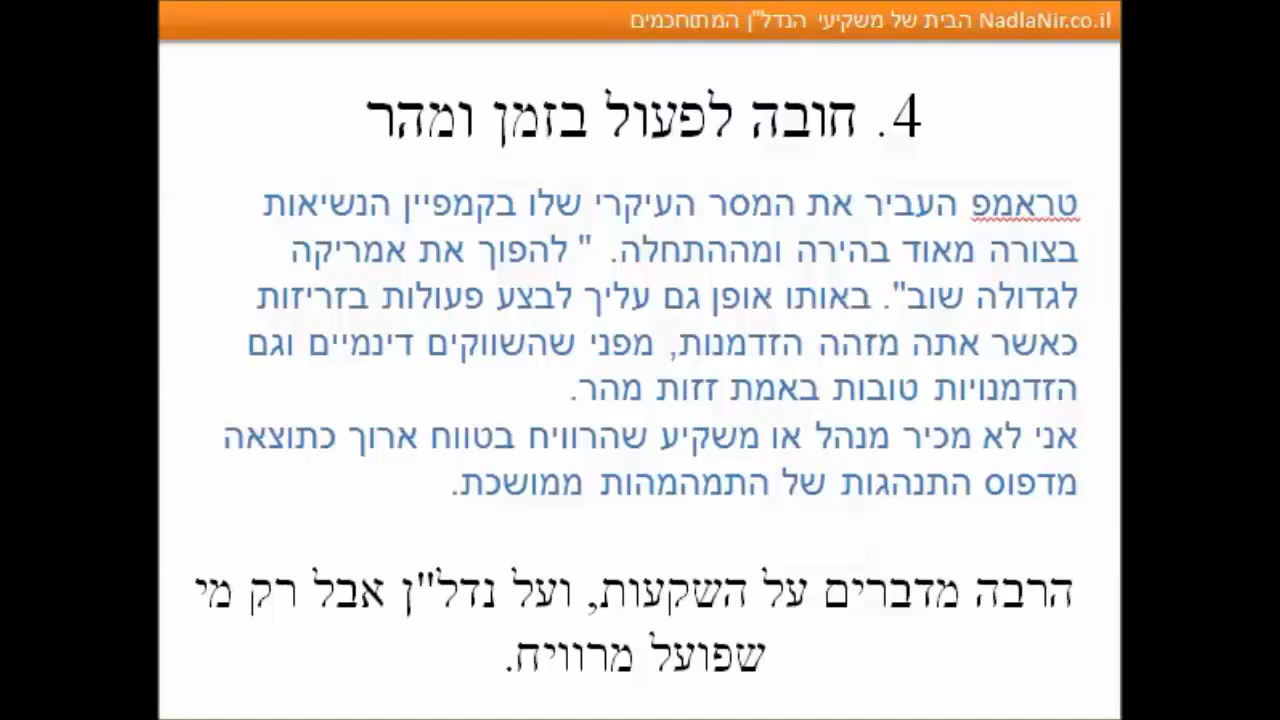 NadlaNir.co.il הבית של משקיעי הנדל"ן המתוחכמים
4. חובה לפעול בזמן ומהר
טראמפ העביר את המסר העיקרי שלו בקמפיין הנשיאות
בצורה מאוד בהירה ומההתחלה. " להפוך את אמריקה
לגדולה שוב". באותו אופן גם עליך לבצע פעולות בזריזות
כאשר אתה מזהה הזדמנות, מפני שהשווקים דינמיים וגם
הזדמנויות טובות באמת זזות מהר.
אני לא מכיר מנהל או משקיע שהרוויח בטווח ארוך כתוצאה
מדפוס התנהגות של התמהמהות ממושכת.
הרבה מדברים על השקעות, ועל נדל"ן אבל רק מי
שפועל מרוויח.